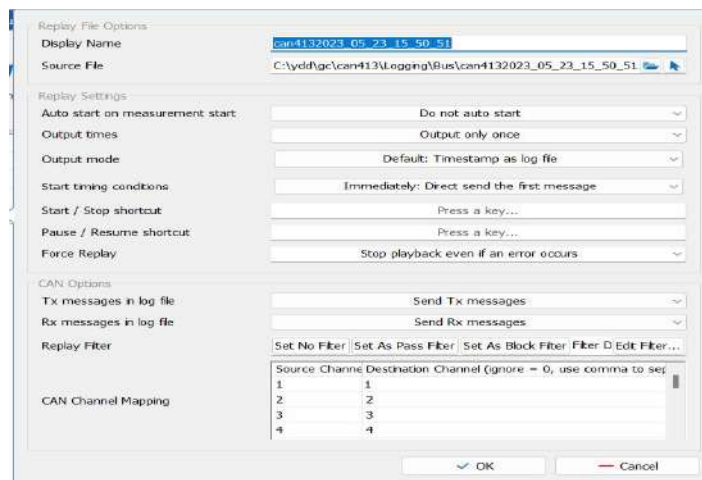 Replay File Options
Display Name can4132023_05_23_15_50_51
Source File C:\ydd\gc\can413\Logging\Bus\can4132023_05_23_15_50_51.
Replay Settings
Auto start on measurement start Do not auto start
Output times Output only once
Output mode Default: Timestamp as log file
Start timing conditions Immediately: Direct send the first message
Start / Stop shortcut Press a key...
Pause / Resume shortcut Press a key...
Force Replay Stop playback even if an error occurs
CAN Options
Tx messages in log file Send Tx messages
Rx messages in log file Send Rx messages
Replay Filter Set No Filter Set As Pass Filter Set As Block Filter Filter D Edit Filter...
Source Channe Destination Channel (ignore = 0, use comma to sep
1 1
2 2
CAN Channel Mapping
3 3
4 4
OK Cancel